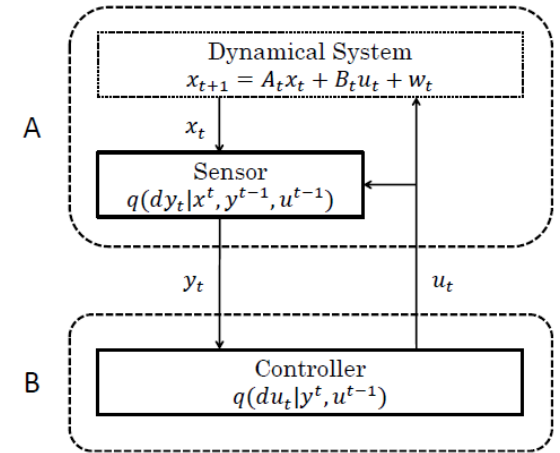 Dynamical System
x_{t+1} = A_t x_t + B_t u_t + w_t
A
x_t
Sensor
q(dy_t|x^t, y^{t-1}, u^{t-1})
y_t
u_t
B
Controller
q(du_t|y^t, u^{t-1})